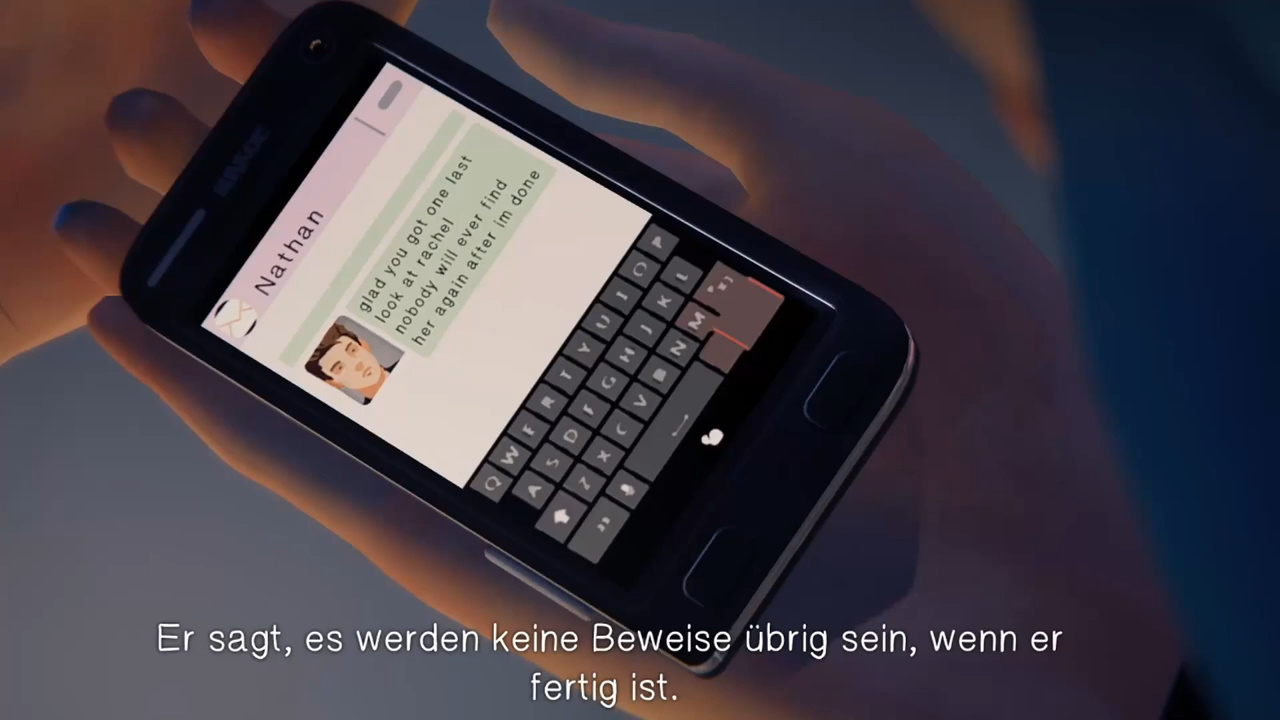 Nathan
glad you got one last
look at rachel
nobody will ever find
her again after im done
P
O L
I K M
U J N
Y H B
T G V
R F C
E D X
W S Z
Q A
Er sagt, es werden keine Beweise übrig sein, wenn er
fertig ist.